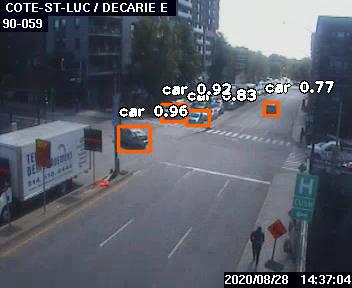 COTE-ST-LUC / DECARIE E
90-059
car 0.92
car 0.83
car 0.77
car 0.96
H
CUSM
2020/08/28 14:37:04